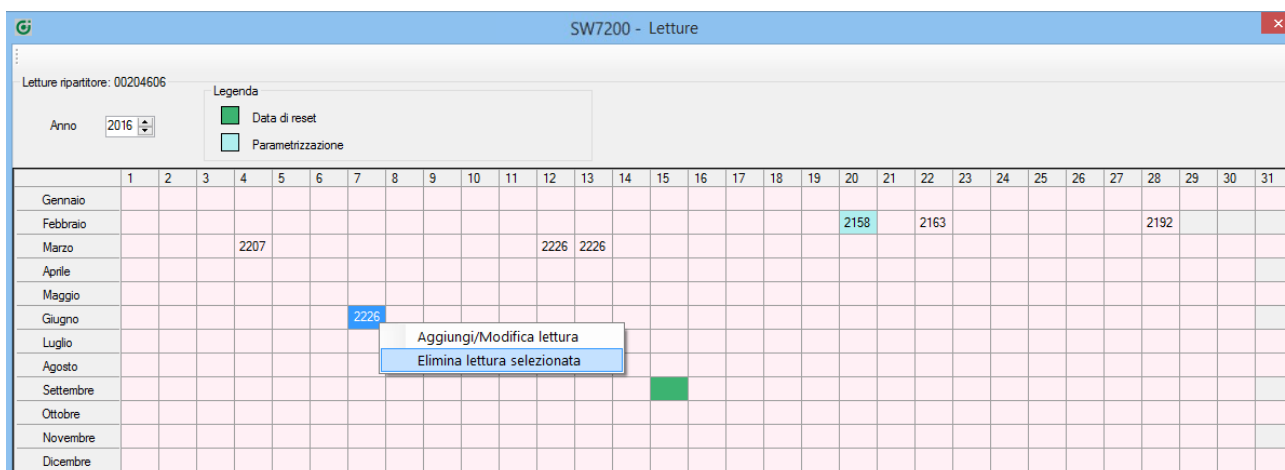 SW7200 - Letture
Letture ripartitore: 00204606
Legenda
Anno 2016
Data di reset
Parametrizzazione
1 2 3 4 5 6 7 8 9 10 11 12 13 14 15 16 17 18 19 20 21 22 23 24 25 26 27 28 29 30 31
Gennaio
Febbraio 2158 2163 2192
Marzo 2207 2226 2226
Aprile
Maggio
Giugno 2226
Aggiungi/Modifica lettura
Luglio
Elimina lettura selezionata
Agosto
Settembre
Ottobre
Novembre
Dicembre